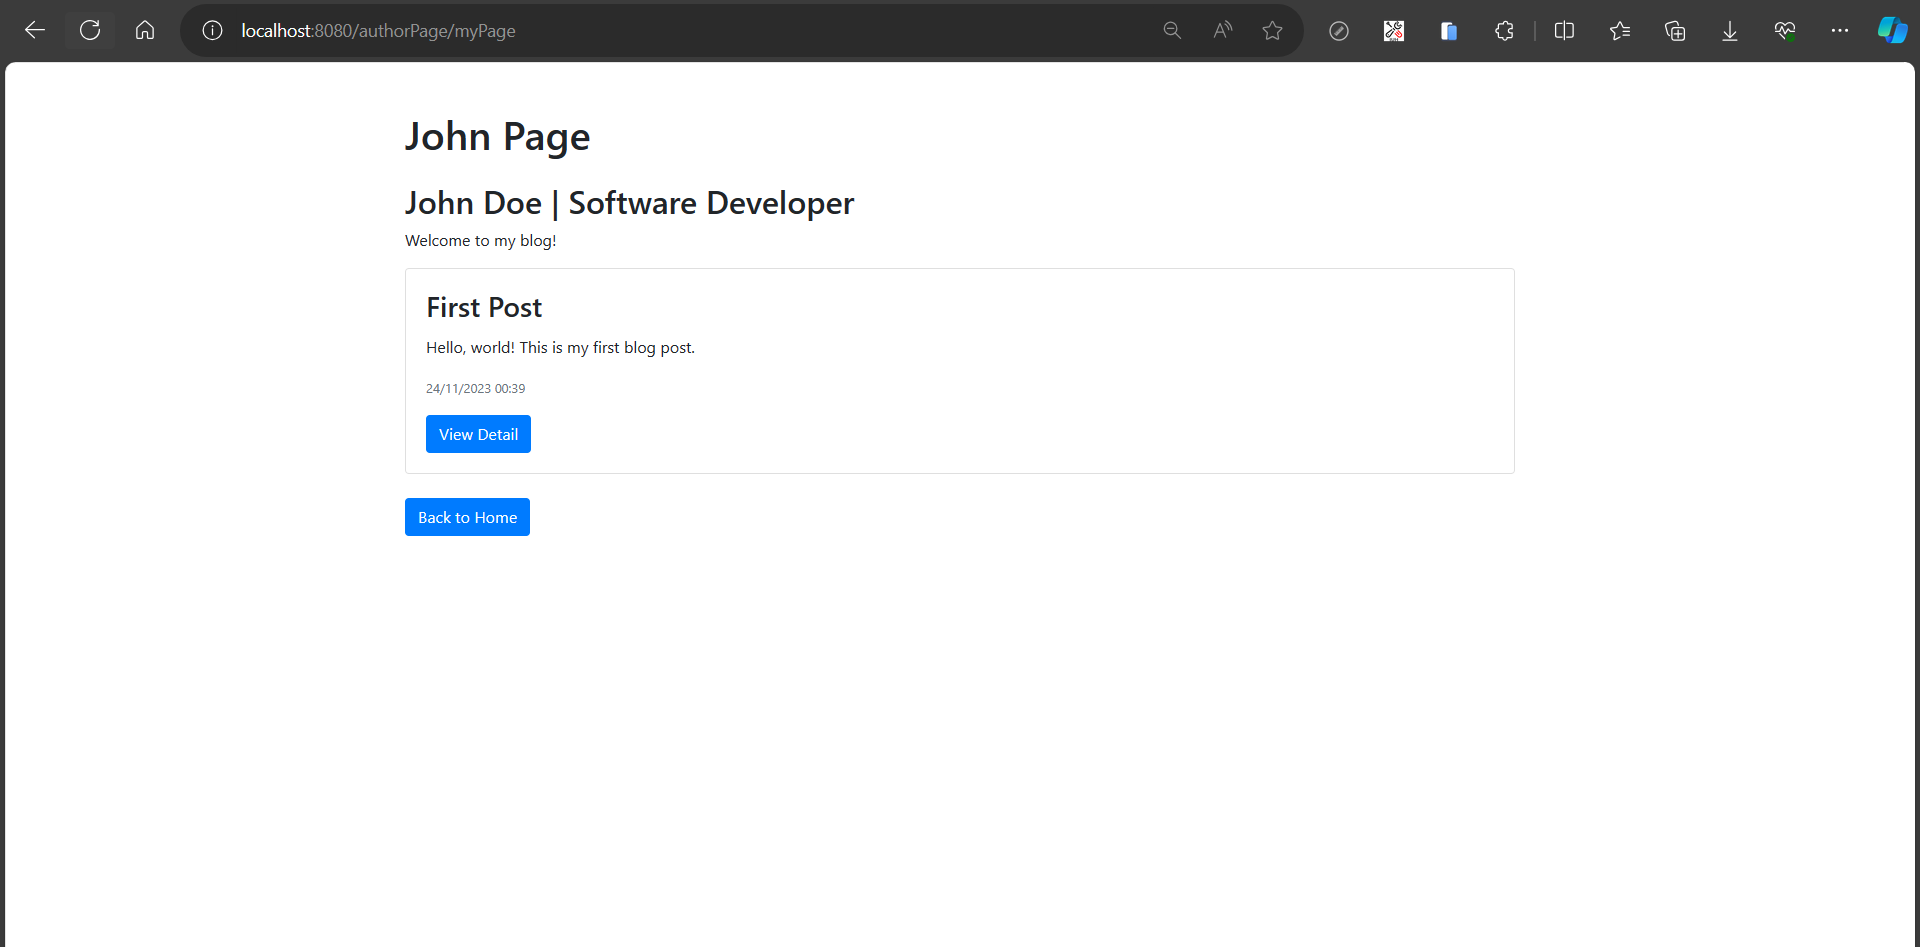 localhost:8080/authorPage/myPage
John Page
John Doe | Software Developer
Welcome to my blog!
First Post
Hello, world! This is my first blog post.
24/11/2023 00:39
View Detail
Back to Home